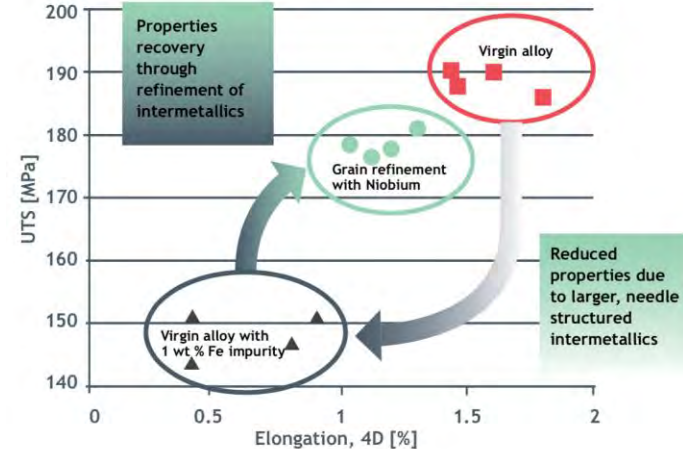 200
190
180
170
160
150
140
UTS [MPa]
Properties
recovery
through
refinement of
intermetallics
Virgin alloy
Grain refinement
with Niobium
Virgin alloy with
1 wt % Fe impurity
Reduced
properties due
to larger, needle
structured
intermetallics
0
0.5
1
1.5
2
Elongation, 4D [%]